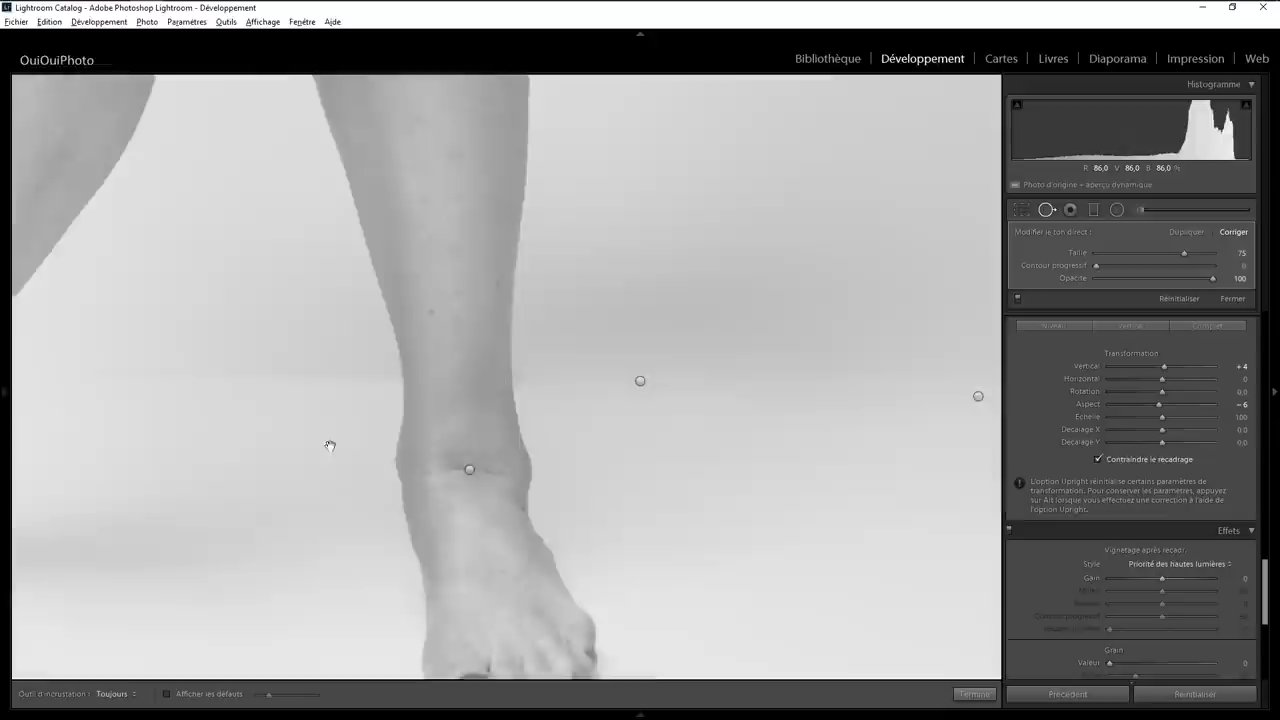 Lightroom Catalog - Adobe Photoshop Lightroom - Développement
Fichier Edition Développement Photo Paramètres Outils Affichage Fenêtre Aide
OuiOuiPhoto
Bibliothèque Développement Cartes Livres Diaporama Impression Web
Histogramme
R 86,0 V 86,0 B 86,0 %
Photo d'origine + aperçu dynamique
Modifier le ton direct : Dupliquer Corriger
Taille 75
Contour progressif 0
Opacité 100
Réinitialiser Fermer
Niveau Vertical Complet
Transformation
Vertical + 4
Horizontal 0
Rotation 0,0
Aspect - 6
Echelle 100
Décalage X 0,0
Décalage Y 0,0
Contraindre le recadrage
L'option Upright réinitialise certains paramètres de
transformation. Pour conserver les paramètres, appuyez
sur Alt lorsque vous effectuez une correction à l'aide de
l'option Upright.
Effets
Vignetage après recadr.
Style Priorité des hautes lumières
Gain 0
Contour progressif
Grain
Valeur 0
Outil d'incrustation : Toujours Afficher les défauts Terminé
Précédent Réinitialiser